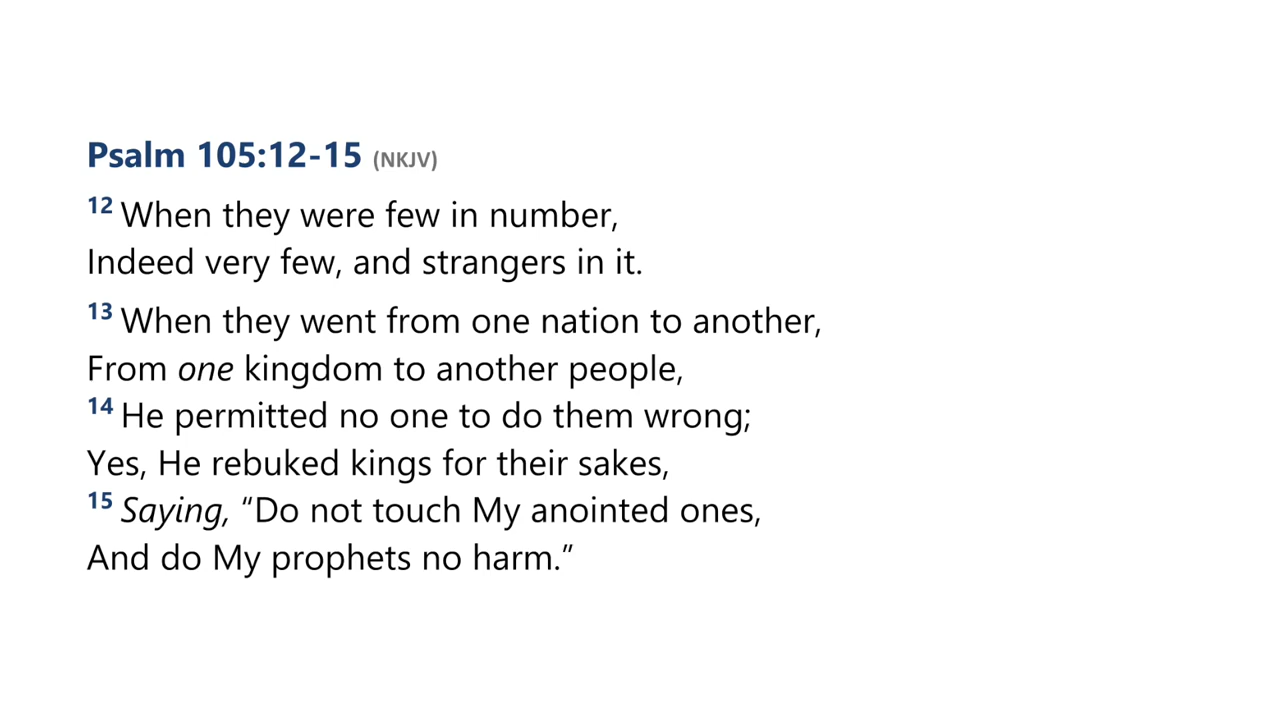 Psalm 105:12-15 (NKJV)
12 When they were few in number,
Indeed very few, and strangers in it.
13 When they went from one nation to another,
From one kingdom to another people,
14 He permitted no one to do them wrong;
Yes, He rebuked kings for their sakes,
15 Saying, “Do not touch My anointed ones,
And do My prophets no harm.”